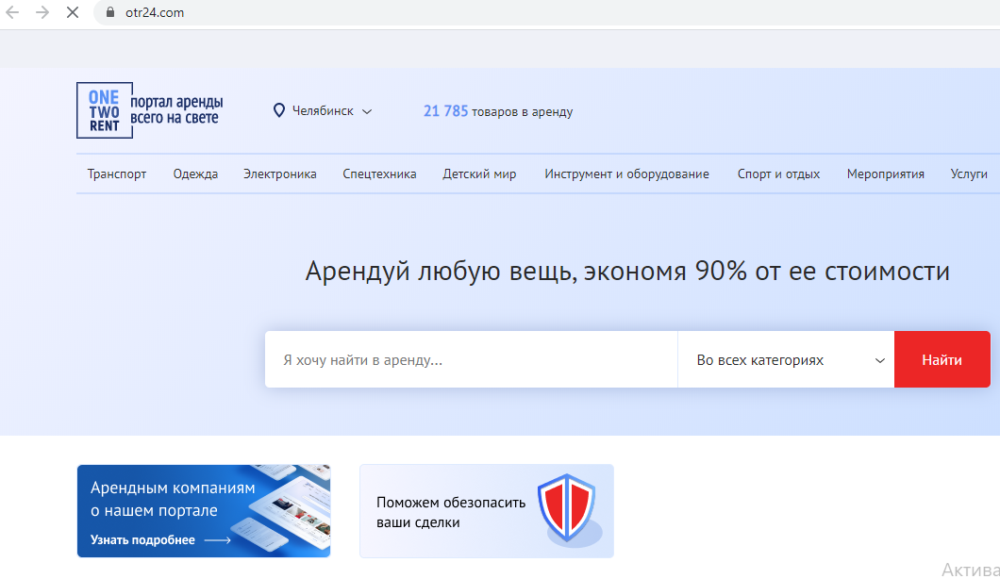 otr24.com
ONE
TWO
RENT
портал аренды
всего на свете
Челябинск
21 785 товаров в аренду
Транспорт Одежда Электроника Спецтехника Детский мир Инструмент и оборудование Спорт и отдых Мероприятия Услуги
Арендуй любую вещь, экономя 90% от ее стоимости
Я хочу найти в аренду... Во всех категориях Найти
Арендным компаниям
о нашем портале
Узнать подробнее
Поможем обезопасить
ваши сделки
Актива